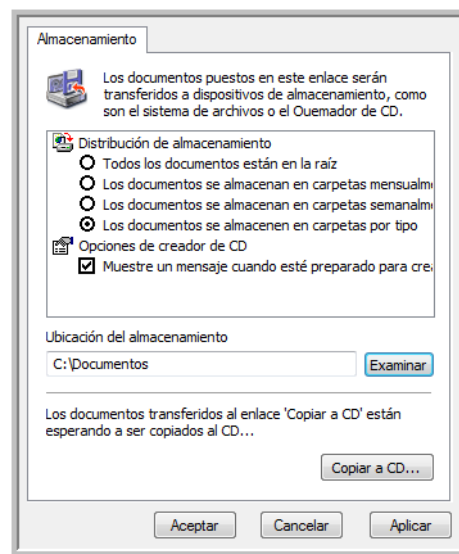 Almacenamiento
Los documentos puestos en este enlace serán
transferidos a dispositivos de almacenamiento, como
son el sistema de archivos o el Ouemador de CD.
Distribución de almacenamiento
Todos los documentos están en la raíz
Los documentos se almacenan en carpetas mensualm
Los documentos se almacenan en carpetas semanalm
Los documentos se almacenen en carpetas por tipo
Opciones de creador de CD
Muestre un mensaje cuando esté preparado para crea
Ubicación del almacenamiento
C:\Documentos
Examinar
Los documentos transferidos al enlace 'Copiar a CD' están
esperando a ser copiados al CD...
Copiar a CD...
Aceptar
Cancelar
Aplicar